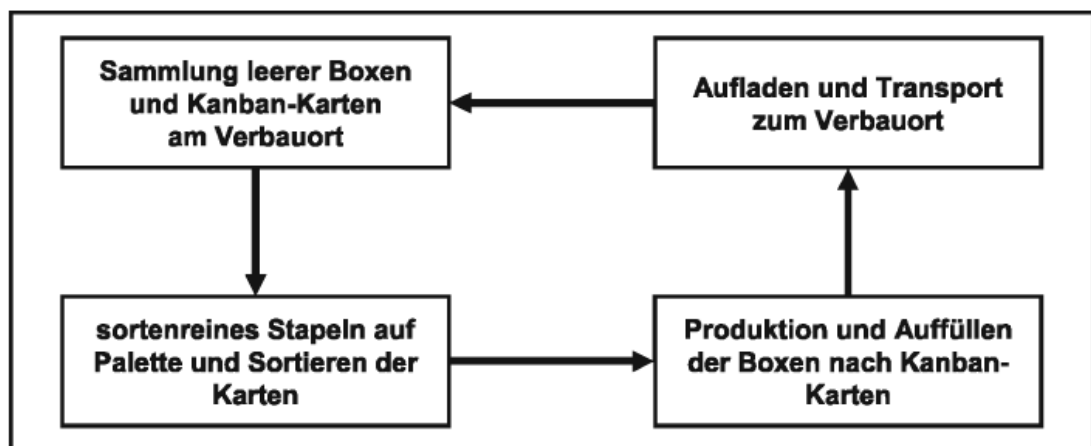 Sammlung leerer Boxen
und Kanban-Karten
am Verbauort
Aufladen und Transport
zum Verbauort
sortenreines Stapeln auf
Palette und Sortieren der
Karten
Produktion und Auffüllen
der Boxen nach Kanban-
Karten